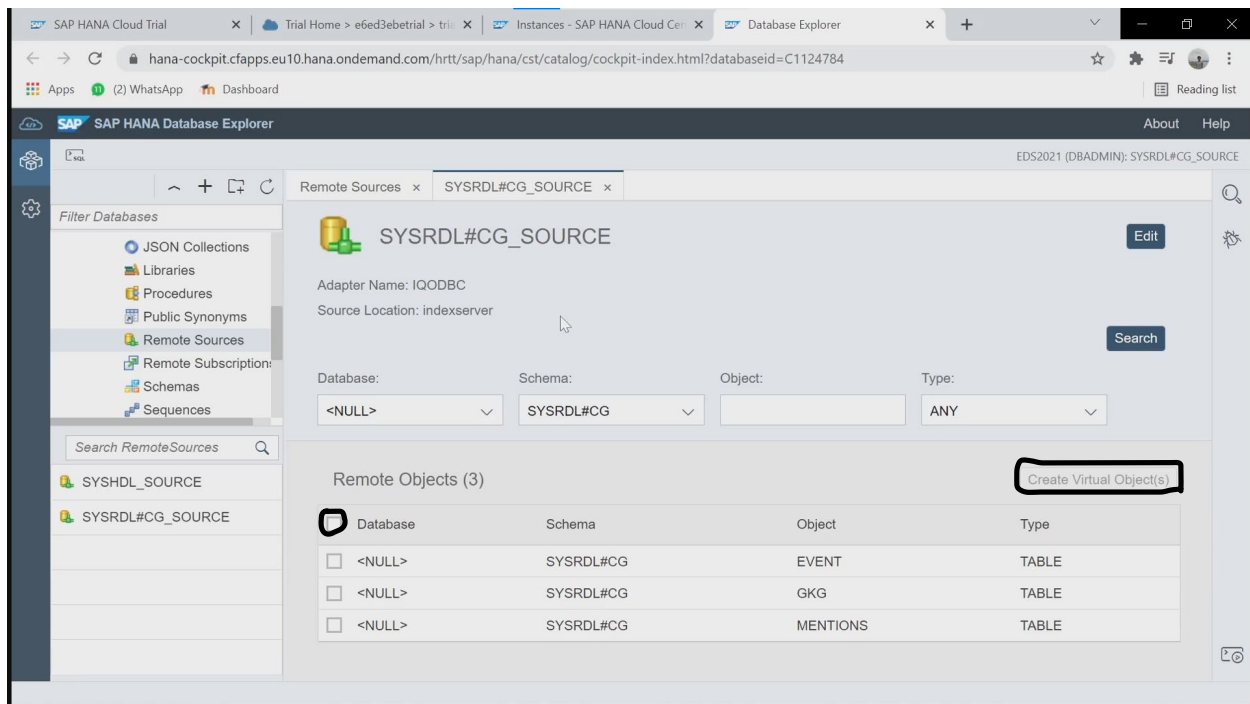 SAP HANA Cloud Trial
Trial Home > e6ed3ebetrial > tria
Instances - SAP HANA Cloud Cen
Database Explorer
hana-cockpit.cfapps.eu10.hana.ondemand.com/hrtt/sap/hana/cst/catalog/cockpit-index.html?databaseid=C1124784
Apps (2) WhatsApp Dashboard Reading list
SAP SAP HANA Database Explorer About Help
SQL EDS2021 (DBADMIN): SYSRDL#CG_SOURCE
Remote Sources SYSRDL#CG_SOURCE
Filter Databases
JSON Collections
Libraries
Procedures
Public Synonyms
Remote Sources
Remote Subscription
Schemas
Sequences
Search RemoteSources
SYSHDL_SOURCE
SYSRDL#CG_SOURCE
SYSRDL#CG_SOURCE Edit
Adapter Name: IQODBC
Source Location: indexserver
Search
Database: Schema: Object: Type:
<NULL> SYSRDL#CG ANY
Remote Objects (3) Create Virtual Object(s)
Database Schema Object Type
<NULL> SYSRDL#CG EVENT TABLE
<NULL> SYSRDL#CG GKG TABLE
<NULL> SYSRDL#CG MENTIONS TABLE